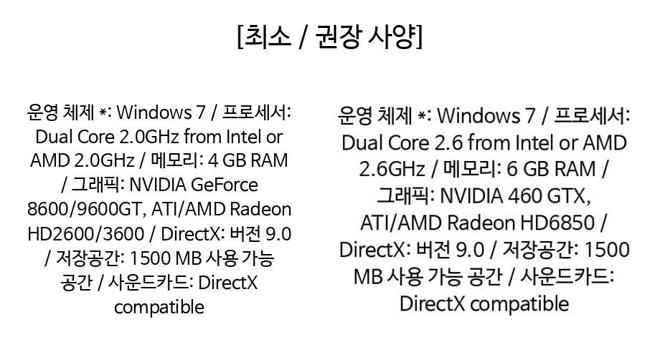 [최소 / 권장 사양]
운영 체제 *: Windows 7 / 프로세서:
Dual Core 2.0GHz from Intel or
AMD 2.0GHz / 메모리: 4 GB RAM
/ 그래픽: NVIDIA GeForce
8600/9600GT, ATI/AMD Radeon
HD2600/3600 / DirectX: 버전 9.0
/ 저장공간: 1500 MB 사용 가능
공간 / 사운드카드: DirectX
compatible
운영 체제 *: Windows 7 / 프로세서:
Dual Core 2.6 from Intel or AMD
2.6GHz / 메모리: 6 GB RAM /
그래픽: NVIDIA 460 GTX,
ATI/AMD Radeon HD6850 /
DirectX: 버전 9.0 / 저장공간: 1500
MB 사용 가능 공간 / 사운드카드:
DirectX compatible